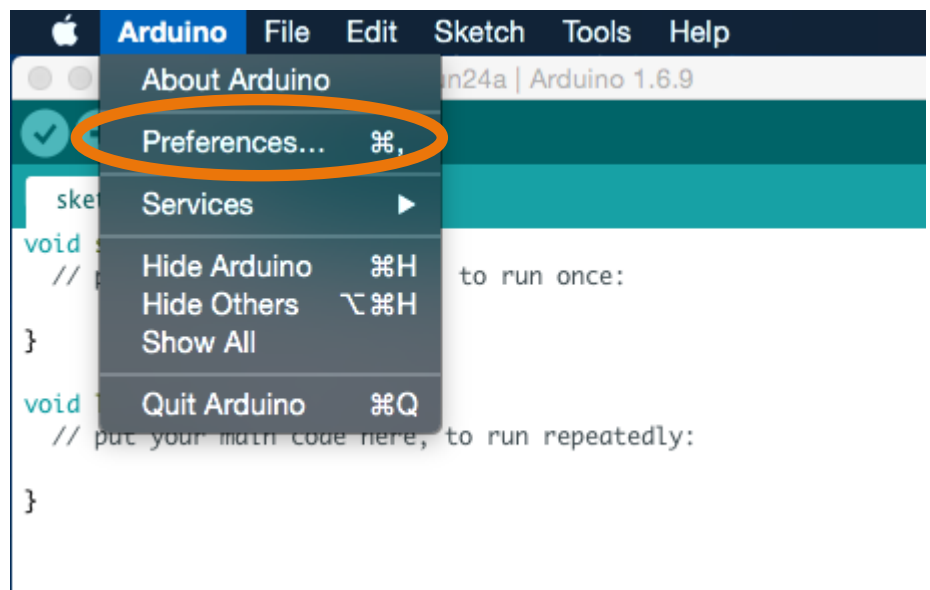 Arduino File Edit Sketch Tools Help
About Arduino
un24a | Arduino 1.6.9
Preferences... ⌘,
Services ▶
void
//
Hide Arduino ⌘H
to run once:
Hide Others ⌥⌘H
}
Show All
void
Quit Arduino ⌘Q
// put your main code here, to run repeatedly:
}